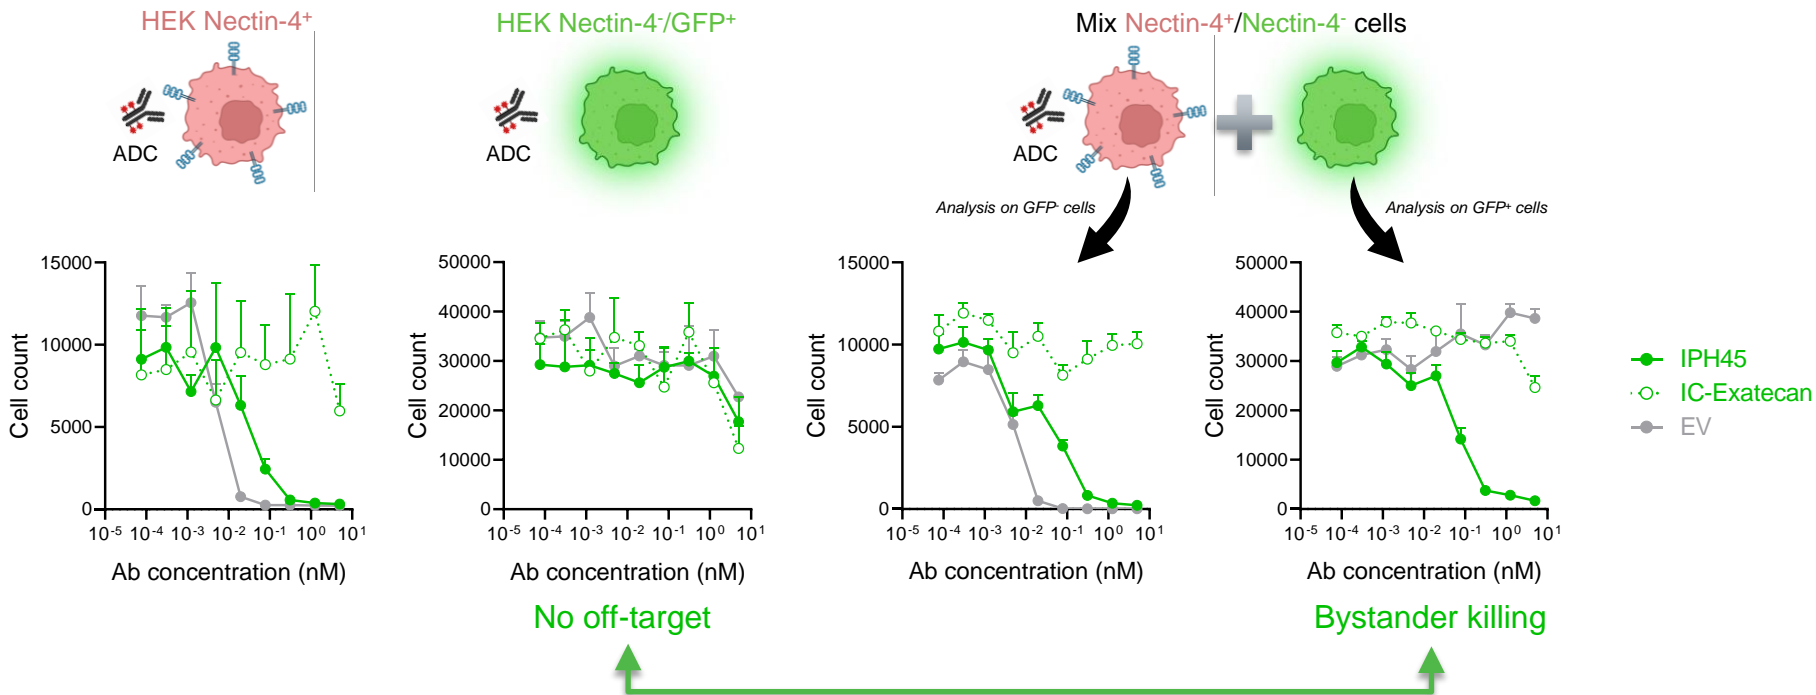 HEK Nectin-4⁺
HEK Nectin-4⁻/GFP⁺
Mix Nectin-4⁺/Nectin-4⁻ cells
ADC
ADC
ADC
Analysis on GFP⁻ cells
Analysis on GFP⁺ cells
15000
10000
5000
0
Cell count
10⁻⁵ 10⁻⁴ 10⁻³ 10⁻² 10⁻¹ 10⁰ 10¹
Ab concentration (nM)
50000
40000
30000
20000
10000
0
Cell count
10⁻⁵ 10⁻⁴ 10⁻³ 10⁻² 10⁻¹ 10⁰ 10¹
Ab concentration (nM)
15000
10000
5000
0
Cell count
10⁻⁵ 10⁻⁴ 10⁻³ 10⁻² 10⁻¹ 10⁰ 10¹
Ab concentration (nM)
50000
40000
30000
20000
10000
0
Cell count
10⁻⁵ 10⁻⁴ 10⁻³ 10⁻² 10⁻¹ 10⁰ 10¹
Ab concentration (nM)
IPH45
IC-Exatecan
EV
No off-target
Bystander killing